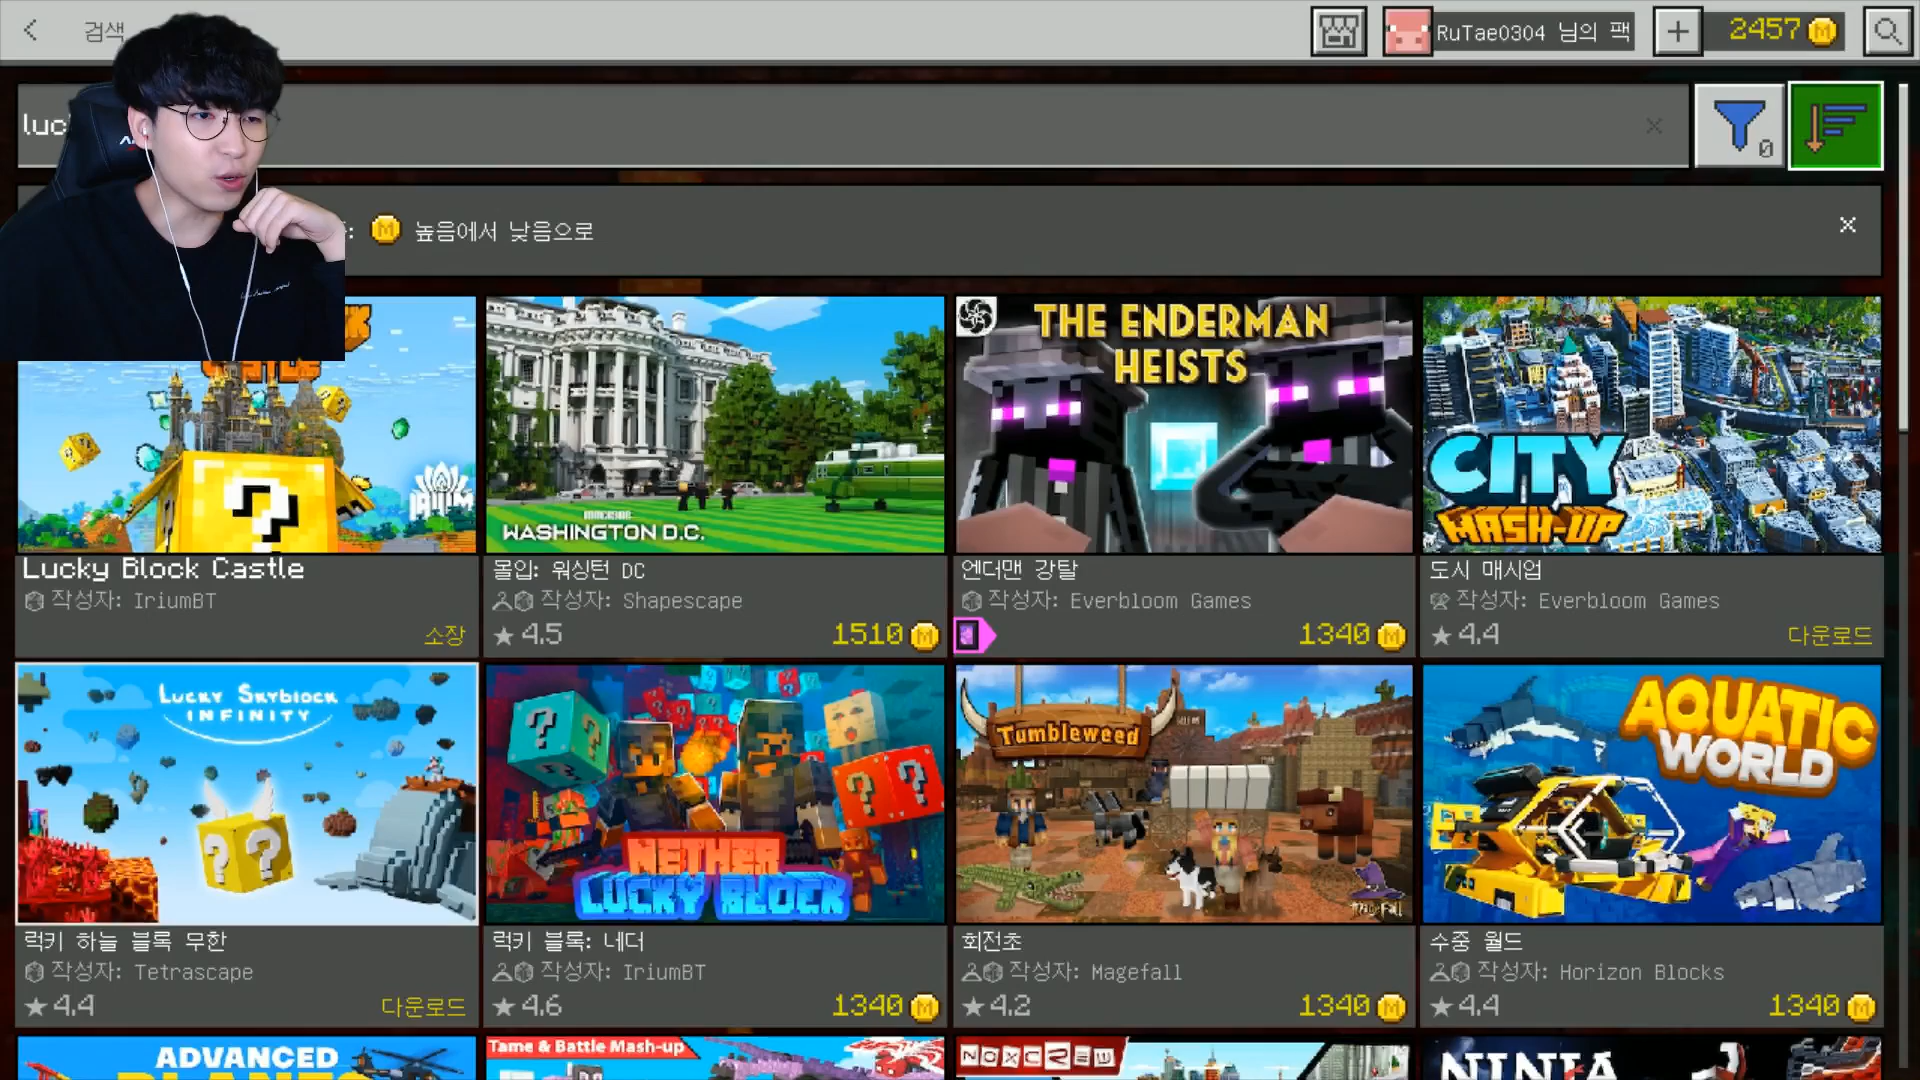 검색
RuTae0304 님의 팩
2457
luc
0
: 높음에서 낮음으로
WASHINGTON D.C.
THE ENDERMAN
HEISTS
CITY
MASH-UP
IRIUM
Lucky Block Castle
작성자: IriumBT
소장
몰입: 워싱턴 DC
작성자: Shapescape
4.5
1510
엔더맨 강탈
작성자: Everbloom Games
1340
도시 매시업
작성자: Everbloom Games
4.4
다운로드
LUCKY SKYBLOCK
INFINITY
NETHER
LUCKY BLOCK
Tumbleweed
AQUATIC
WORLD
럭키 하늘 블록 무한
작성자: Tetrascape
4.4
다운로드
럭키 블록: 네더
작성자: IriumBT
4.6
1340
회전초
작성자: Magefall
4.2
1340
수중 월드
작성자: Horizon Blocks
4.4
1340
ADVANCED
Tame & Battle Mash-up
NOXCREW
NINJA